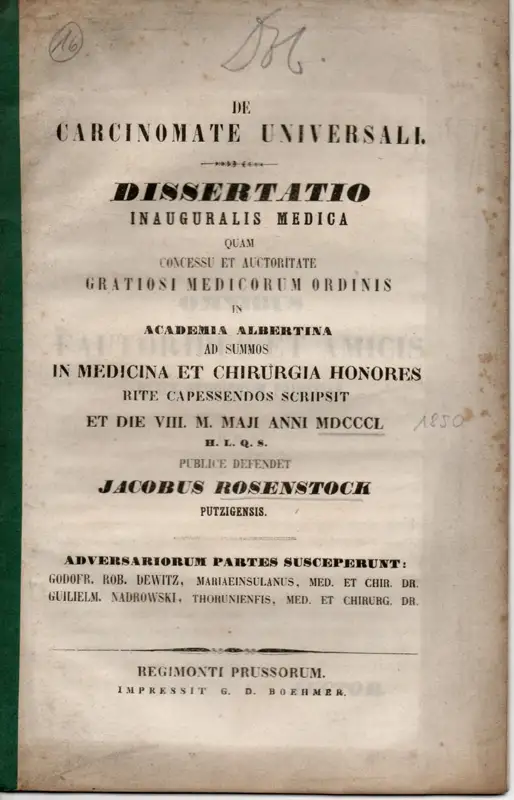 16
DE
CARCINOMATE UNIVERSALI.
DISSERTATIO
INAUGURALIS MEDICA
QUAM
CONCESSU ET AUCTORITATE
GRATIOSI MEDICORUM ORDINIS
IN
ACADEMIA ALBERTINA
AD SUMMOS
IN MEDICINA ET CHIRURGIA HONORES
RITE CAPESSENDOS SCRIPSIT
ET DIE VIII. M. MAJI ANNI MDCCCL 1850
H. L. Q. S.
PUBLICE DEFENDET
JACOBUS ROSENSTOCK
PUTZIGENSIS.
ADVERSARIORUM PARTES SUSCEPERUNT:
GODOFR. ROB. DEWITZ, MARIAEINSULANUS, MED. ET CHIR. DR.
GUILIELM. NADROWSKI, THORUNIENFIS, MED. ET CHIRURG. DR.
REGIMONTI PRUSSORUM.
IMPRESSIT G. D. BOEHMER.